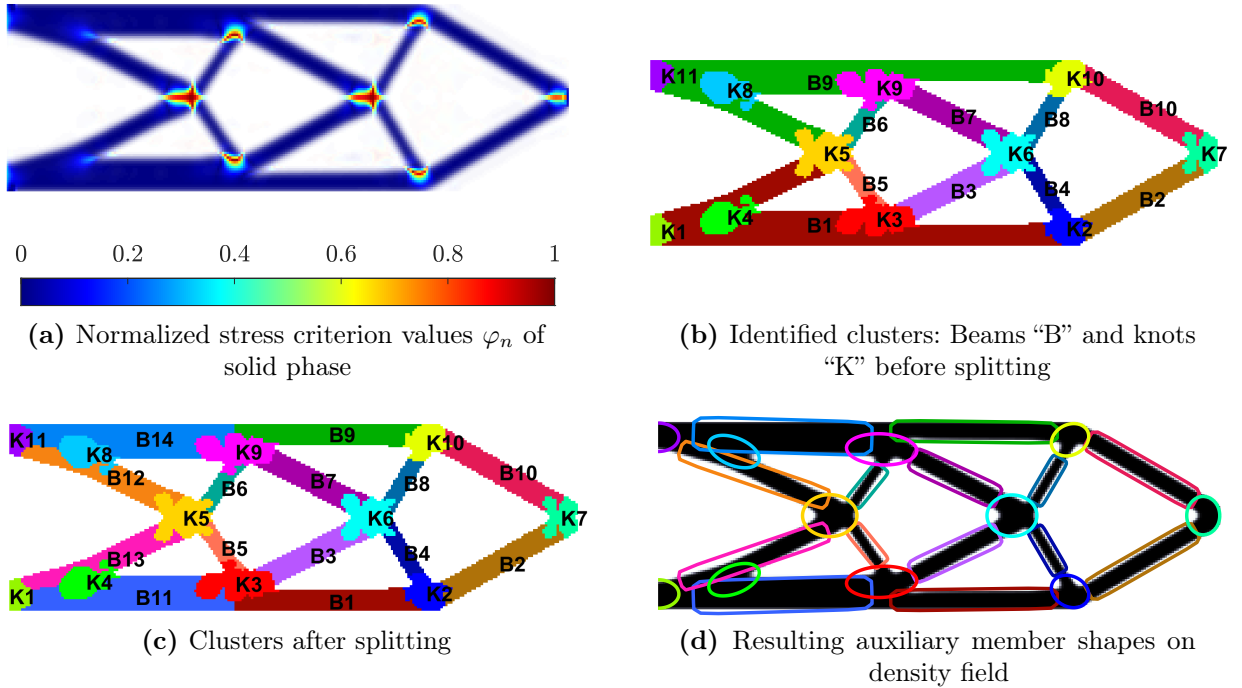 0 0.2 0.4 0.6 0.8 1
(a) Normalized stress criterion values φn of
solid phase
K11 K8 B9 K9 K10
B6 B7 B8 B10
K5 K6 K7
B5 B3 B4 B2
K1 K4 B1 K3 K2
(b) Identified clusters: Beams “B” and knots
“K” before splitting
K11 K8 B14 K9 B9 K10
B12 B6 B7 B8 B10
K5 K6 K7
B13 B5 B3 B4 B2
K1 K4 B11 K3 B1 K2
(c) Clusters after splitting
(d) Resulting auxiliary member shapes on
density field